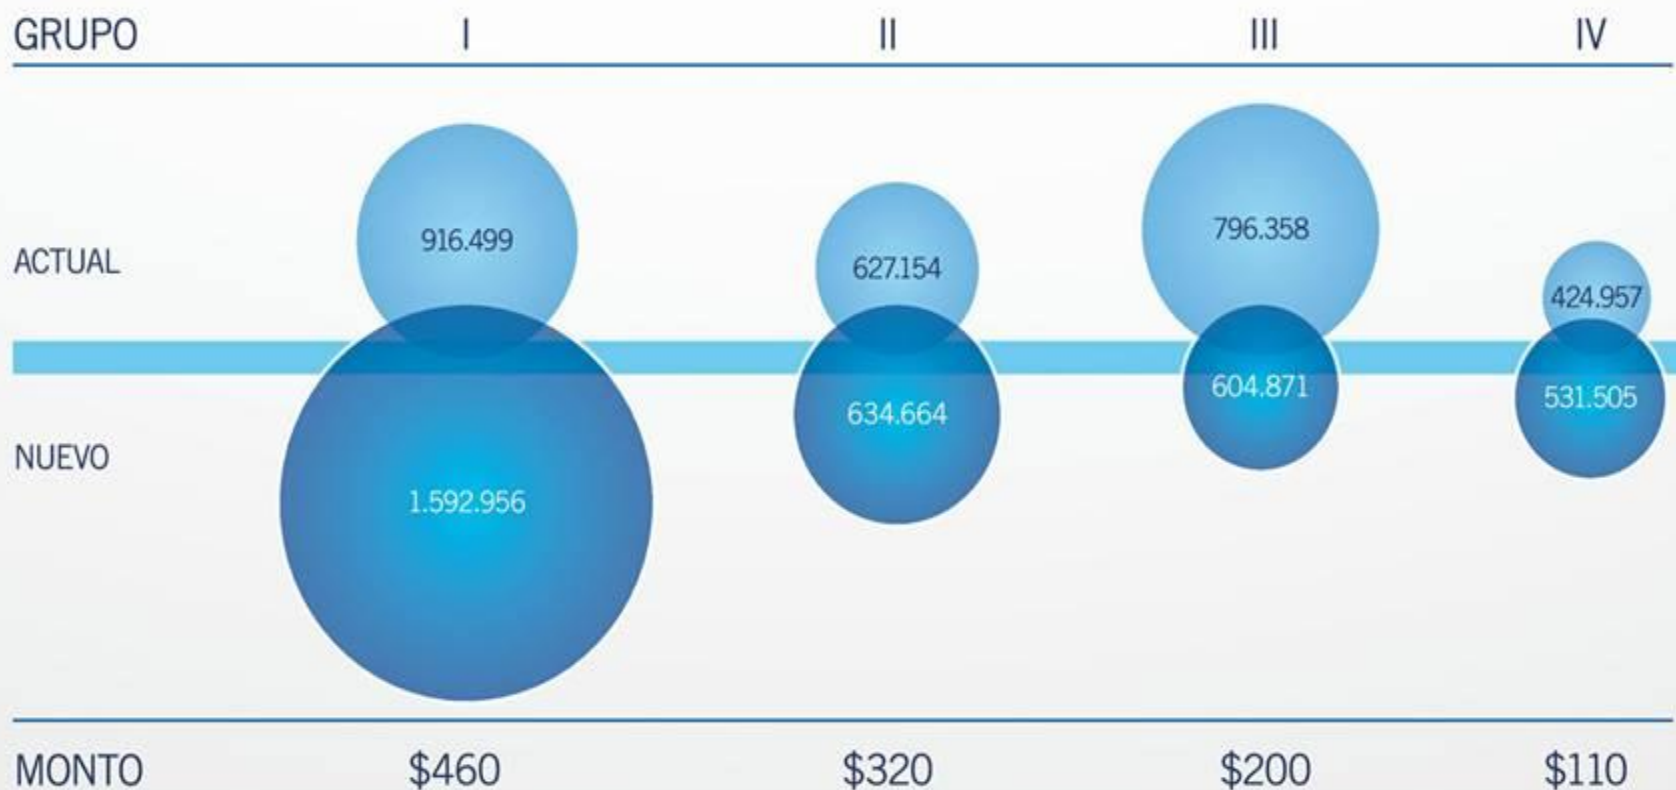 GRUPO I II III IV
ACTUAL 916.499 627.154 796.358 424.957
NUEVO 1.592.956 634.664 604.871 531.505
MONTO $460 $320 $200 $110